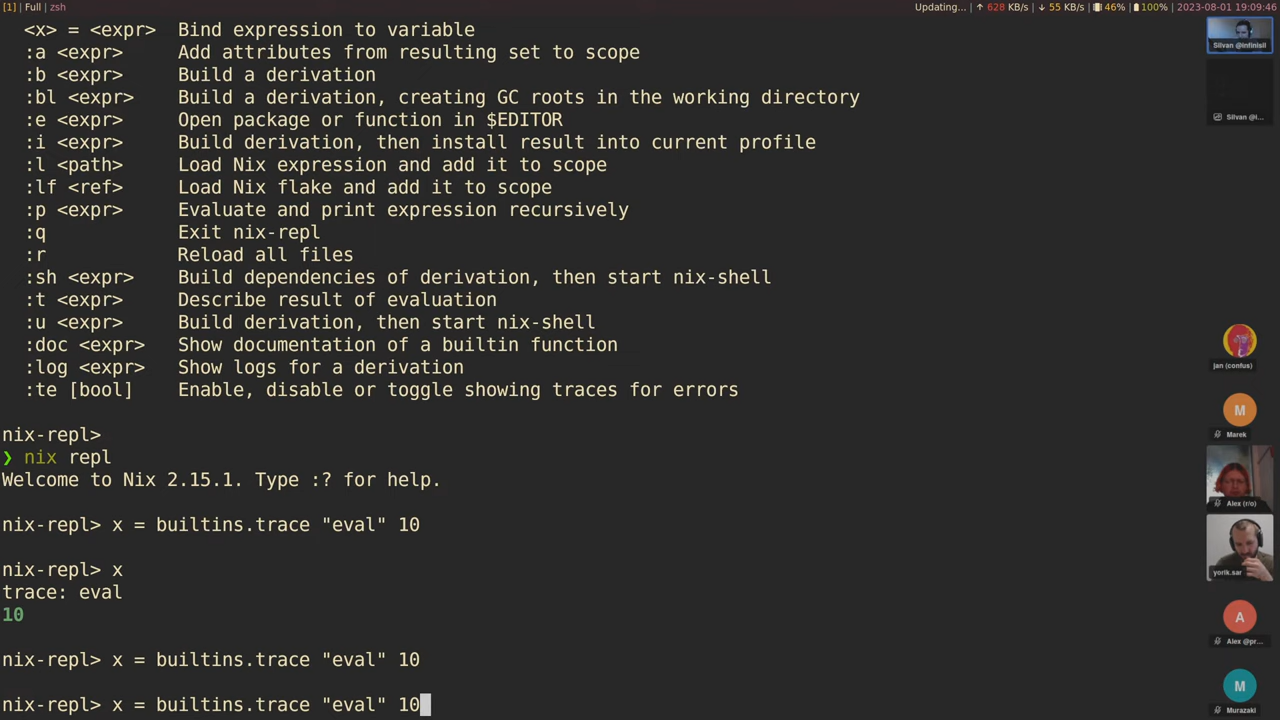 [1] | Full | zsh
Updating... | ↑ 628 KB/s | ↓ 55 KB/s | 46% | 100% | 2023-08-01 19:09:46
<x> = <expr> Bind expression to variable
:a <expr> Add attributes from resulting set to scope
:b <expr> Build a derivation
:bl <expr> Build a derivation, creating GC roots in the working directory
:e <expr> Open package or function in $EDITOR
:i <expr> Build derivation, then install result into current profile
:l <path> Load Nix expression and add it to scope
:lf <ref> Load Nix flake and add it to scope
:p <expr> Evaluate and print expression recursively
:q Exit nix-repl
:r Reload all files
:sh <expr> Build dependencies of derivation, then start nix-shell
:t <expr> Describe result of evaluation
:u <expr> Build derivation, then start nix-shell
:doc <expr> Show documentation of a builtin function
:log <expr> Show logs for a derivation
:te [bool] Enable, disable or toggle showing traces for errors
nix-repl>
❯ nix repl
Welcome to Nix 2.15.1. Type :? for help.
nix-repl> x = builtins.trace "eval" 10
nix-repl> x
trace: eval
10
nix-repl> x = builtins.trace "eval" 10
nix-repl> x = builtins.trace "eval" 10
Silvan @infinisil
Silvan @i...
jan (confus)
M
Marek
Alex (r/o)
yorik.sar
A
Alex @pr...
M
Murazaki